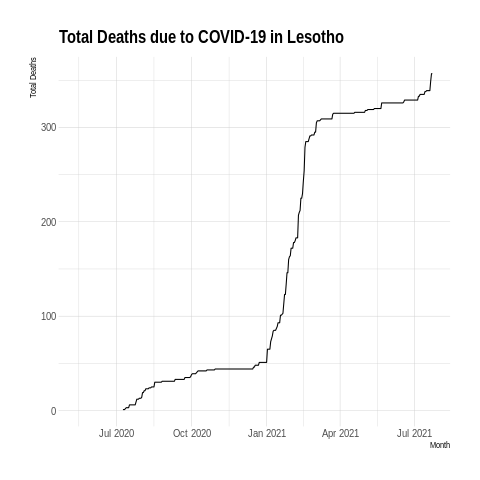 Total Deaths due to COVID-19 in Lesotho
Total Deaths
300
200
100
0
Jul 2020 Oct 2020 Jan 2021 Apr 2021 Jul 2021
Month